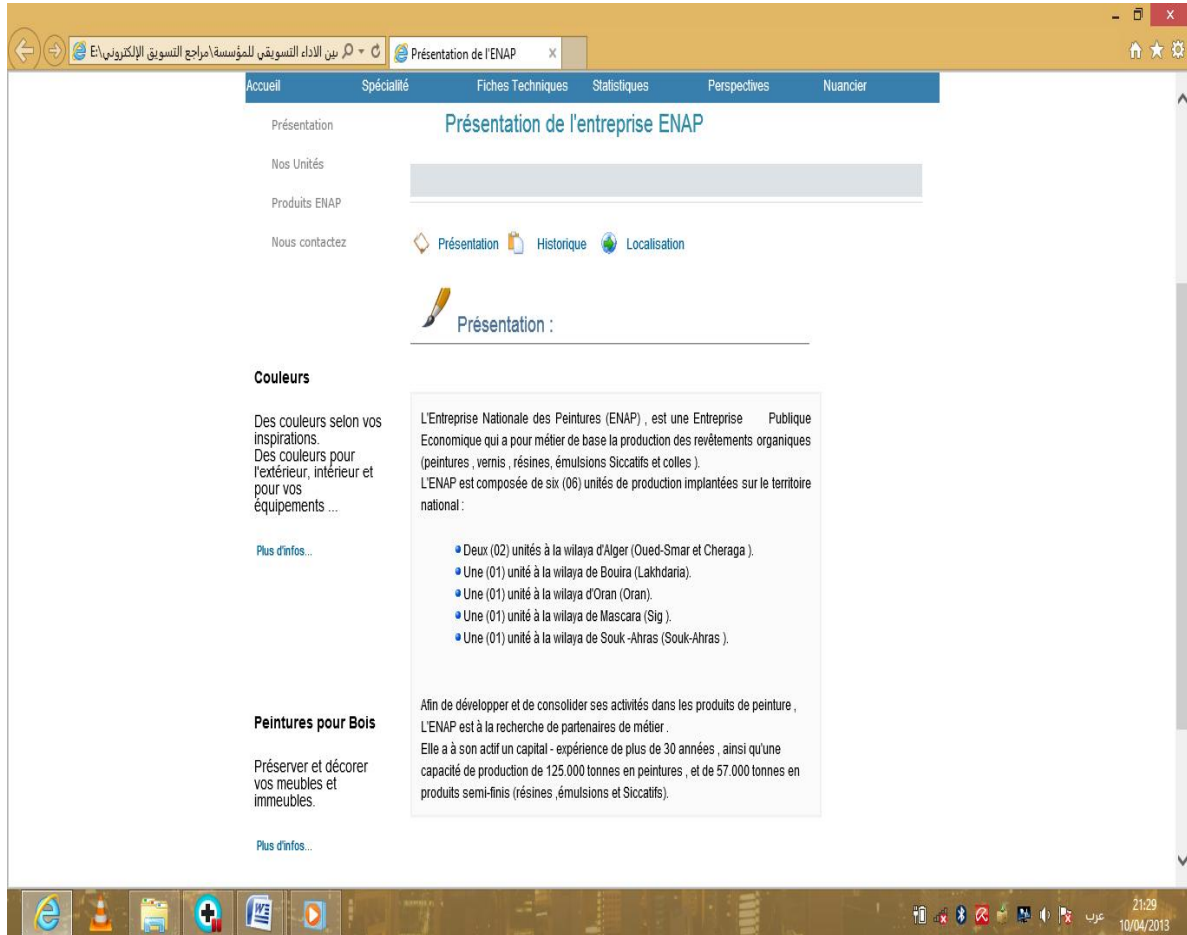 E:\مراجع التسويق الإلكتروني\بين الاداء التسويقي للمؤسسة
Présentation de l'ENAP
Accueil Spécialité Fiches Techniques Statistiques Perspectives Nuancier
Présentation
Nos Unités
Produits ENAP
Nous contactez
Présentation de l'entreprise ENAP
Présentation Historique Localisation
Présentation :
Couleurs
Des couleurs selon vos
inspirations.
Des couleurs pour
l'extérieur, intérieur et
pour vos
équipements ...
Plus d'infos...
Peintures pour Bois
Préserver et décorer
vos meubles et
immeubles.
Plus d'infos...
L'Entreprise Nationale des Peintures (ENAP) , est une Entreprise Publique
Economique qui a pour métier de base la production des revêtements organiques
(peintures , vernis , résines, émulsions Siccatifs et colles ).
L'ENAP est composée de six (06) unités de production implantées sur le territoire
national :
Deux (02) unités à la wilaya d'Alger (Oued-Smar et Cheraga ).
Une (01) unité à la wilaya de Bouira (Lakhdaria).
Une (01) unité à la wilaya d'Oran (Oran).
Une (01) unité à la wilaya de Mascara (Sig ).
Une (01) unité à la wilaya de Souk -Ahras (Souk-Ahras ).
Afin de développer et de consolider ses activités dans les produits de peinture ,
L'ENAP est à la recherche de partenaires de métier .
Elle a à son actif un capital - expérience de plus de 30 années , ainsi qu'une
capacité de production de 125.000 tonnes en peintures , et de 57.000 tonnes en
produits semi-finis (résines ,émulsions et Siccatifs).
عرب
21:29
10/04/2013